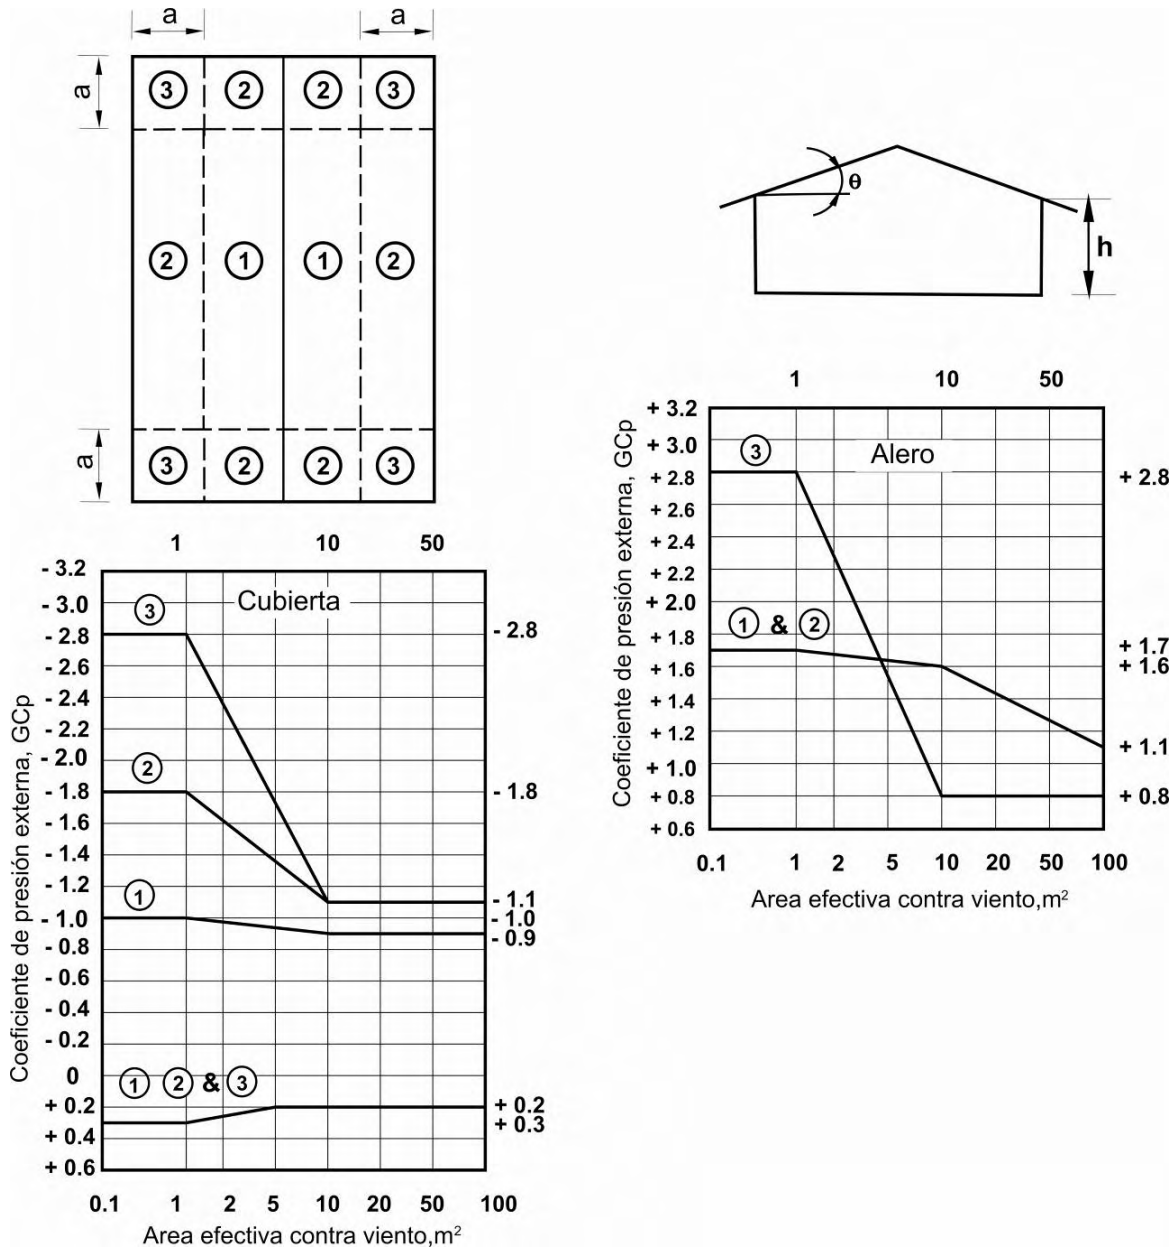 a a
a
3 2 2 3
2 1 1 2
a
3 2 2 3
θ
h
1 10 50
Cubierta
Coeficiente de presión externa, GCp
- 3.2
- 3.0
- 2.8
- 2.6
- 2.4
- 2.2
- 2.0
- 1.8
- 1.6
- 1.4
- 1.2
- 1.0
- 0.8
- 0.6
- 0.4
- 0.2
0
+ 0.2
+ 0.4
+ 0.6
3
2
1
1 2 & 3
- 2.8
- 1.8
- 1.1
- 1.0
- 0.9
+ 0.2
+ 0.3
0.1 1 2 5 10 20 50 100
Area efectiva contra viento,m²
1 10 50
Alero
Coeficiente de presión externa, GCp
+ 3.2
+ 3.0
+ 2.8
+ 2.6
+ 2.4
+ 2.2
+ 2.0
+ 1.8
+ 1.6
+ 1.4
+ 1.2
+ 1.0
+ 0.8
+ 0.6
3
1 & 2
+ 2.8
+ 1.7
+ 1.6
+ 1.1
+ 0.8
0.1 1 2 10 20 50 100
Area efectiva contra viento,m²